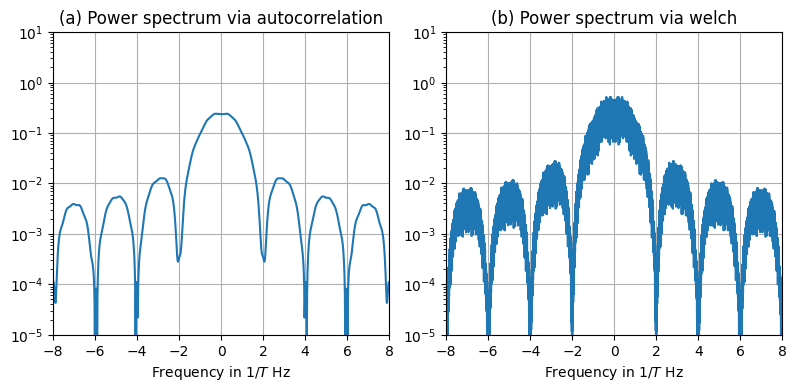 (a) Power spectrum via autocorrelation
10^1
10^0
10^-1
10^-2
10^-3
10^-4
10^-5
−8 −6 −4 −2 0 2 4 6 8
Frequency in 1/T Hz
(b) Power spectrum via welch
10^1
10^0
10^-1
10^-2
10^-3
10^-4
10^-5
−8 −6 −4 −2 0 2 4 6 8
Frequency in 1/T Hz